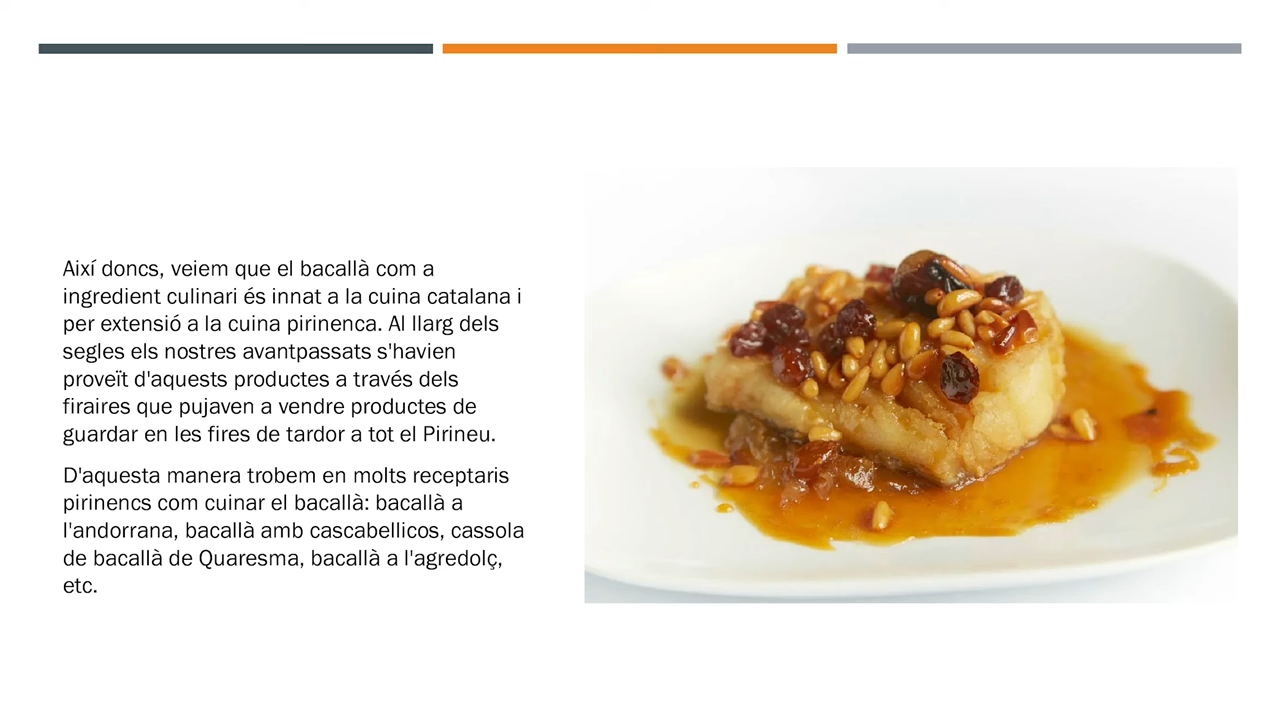 Així doncs, veiem que el bacallà com a
ingredient culinari és innat a la cuina catalana i
per extensió a la cuina pirinenca. Al llarg dels
segles els nostres avantpassats s'havien
proveït d'aquests productes a través dels
firaires que pujaven a vendre productes de
guardar en les fires de tardor a tot el Pirineu.
D'aquesta manera trobem en molts receptaris
pirinencs com cuinar el bacallà: bacallà a
l'andorrana, bacallà amb cascabellicos, cassola
de bacallà de Quaresma, bacallà a l'agredolç,
etc.